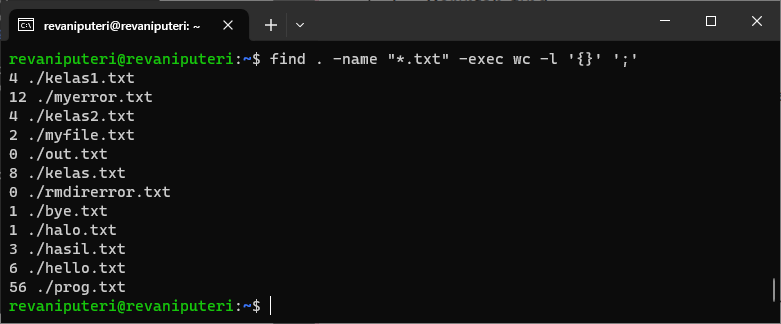 revaniputeri@revaniputeri: ~
revaniputeri@revaniputeri:~$ find . -name "*.txt" -exec wc -l '{}' ';'
4 ./kelas1.txt
12 ./myerror.txt
4 ./kelas2.txt
2 ./myfile.txt
0 ./out.txt
8 ./kelas.txt
0 ./rmdirerror.txt
1 ./bye.txt
1 ./halo.txt
3 ./hasil.txt
6 ./hello.txt
56 ./prog.txt
revaniputeri@revaniputeri:~$